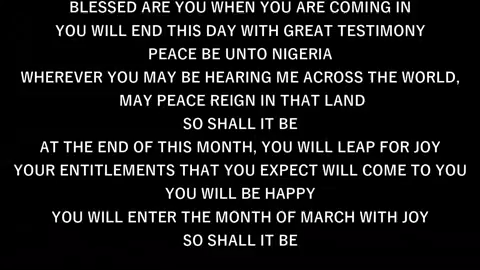 BLESSED ARE YOU WHEN YOU ARE COMING IN
YOU WILL END THIS DAY WITH GREAT TESTIMONY
PEACE BE UNTO NIGERIA
WHEREVER YOU MAY BE HEARING ME ACROSS THE WORLD,
MAY PEACE REIGN IN THAT LAND
SO SHALL IT BE
AT THE END OF THIS MONTH, YOU WILL LEAP FOR JOY
YOUR ENTITLEMENTS THAT YOU EXPECT WILL COME TO YOU
YOU WILL BE HAPPY
YOU WILL ENTER THE MONTH OF MARCH WITH JOY
SO SHALL IT BE